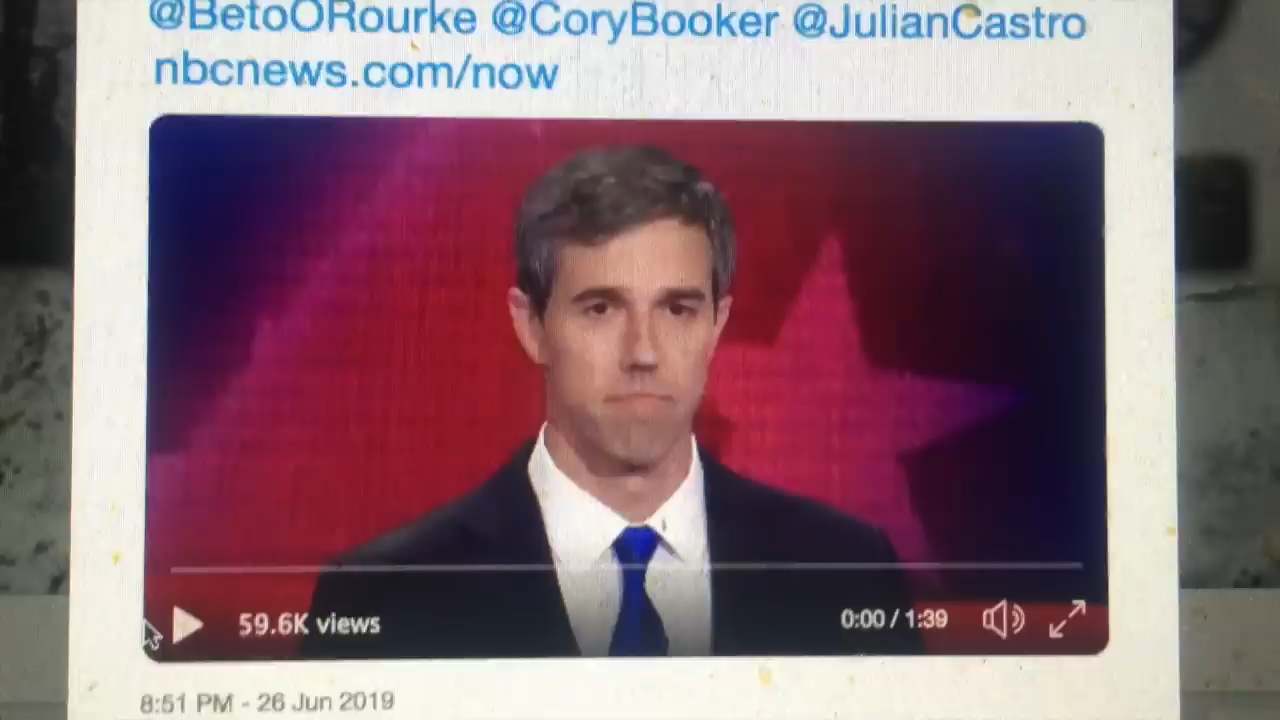 @BetoORourke @CoryBooker @JulianCastro
nbcnews.com/now
59.6K views
0:00 / 1:39
8:51 PM - 26 Jun 2019